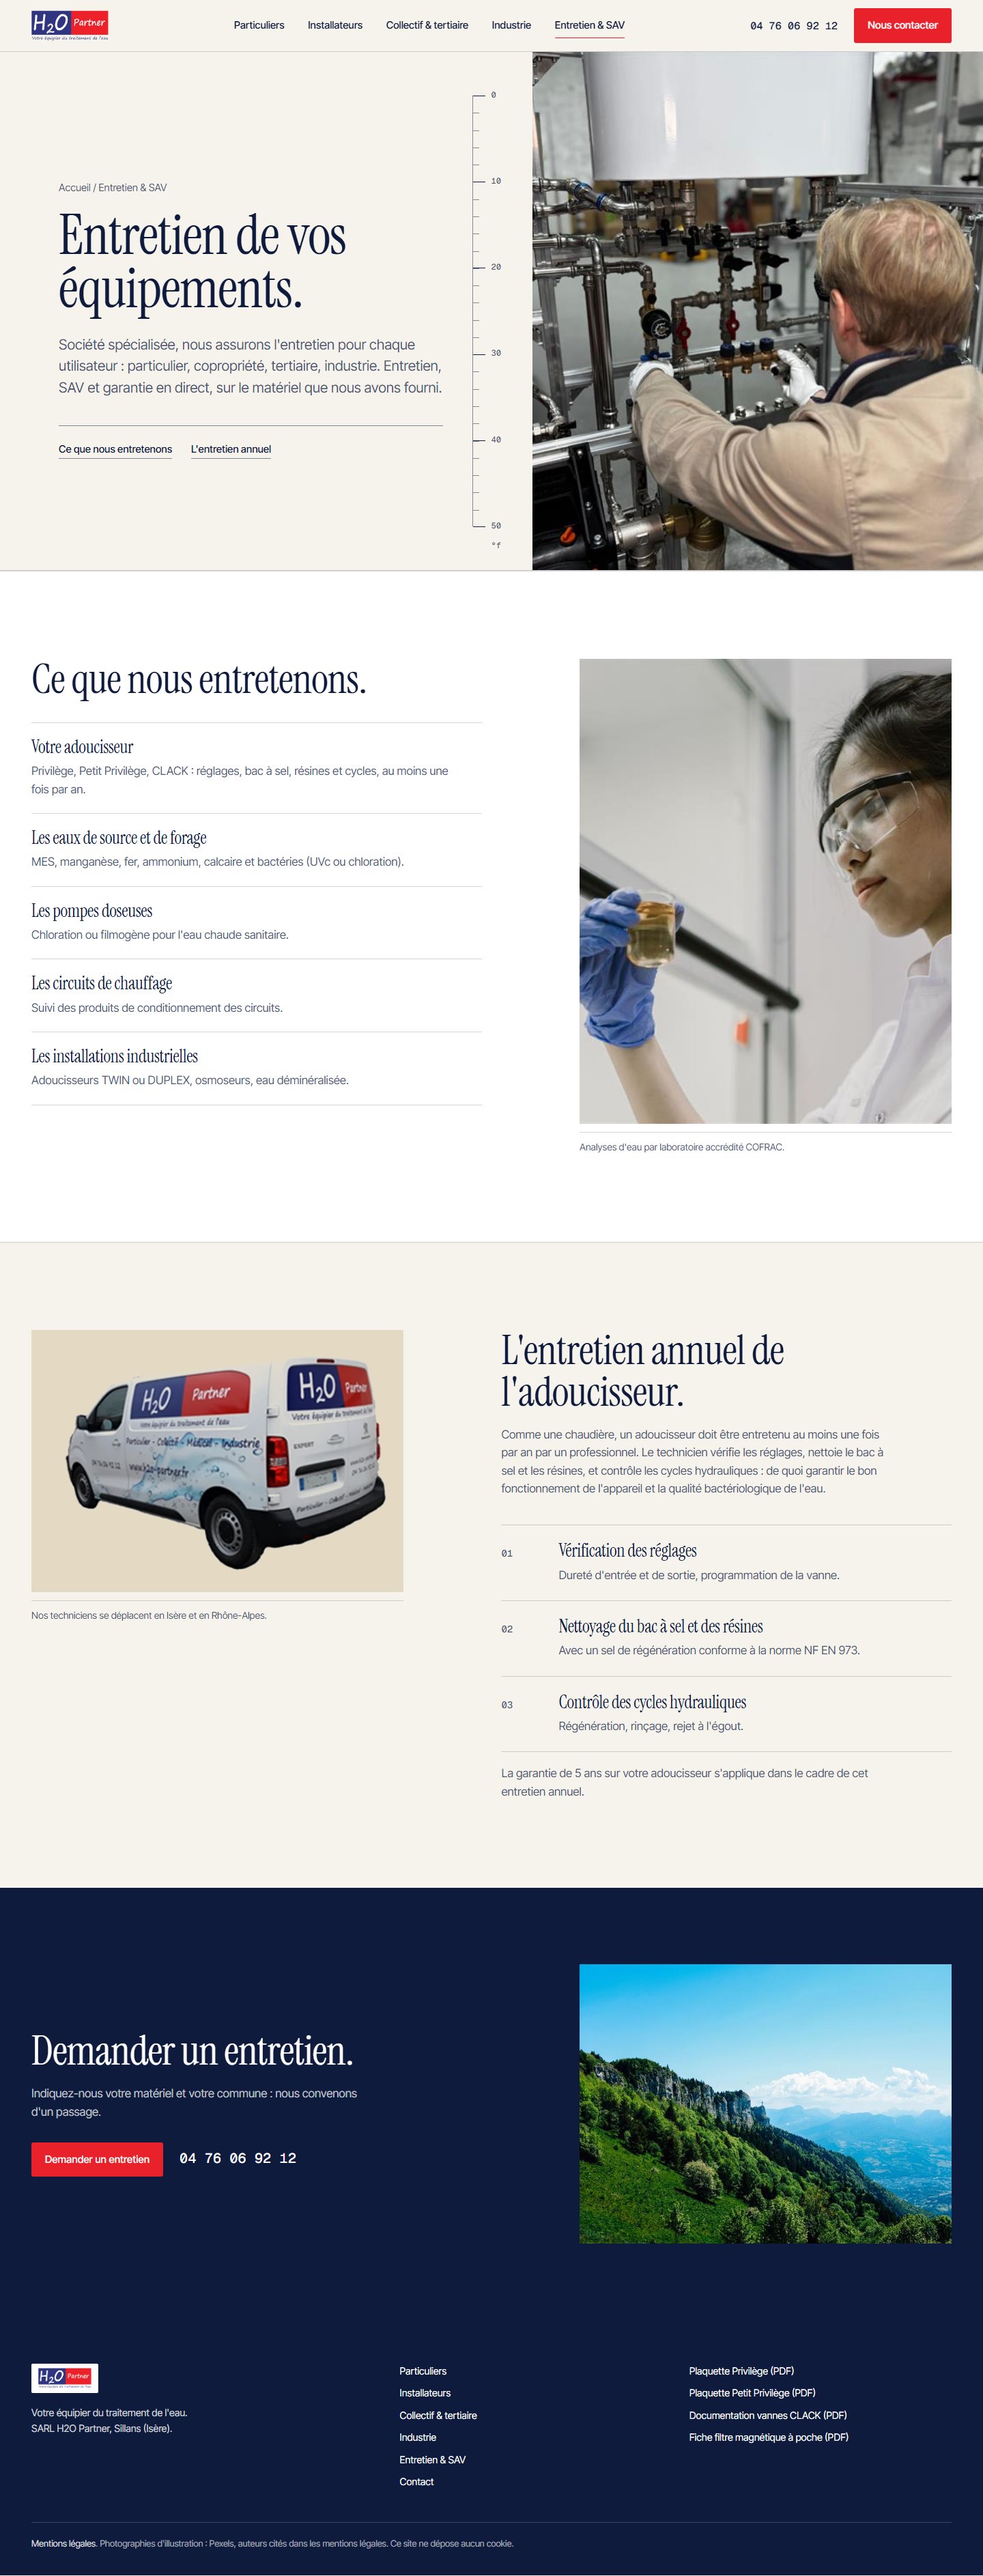 H2O Partner
Votre équipier du traitement de l'eau
Particuliers
Installateurs
Collectif & tertiaire
Industrie
Entretien & SAV
04 76 06 92 12
Nous contacter
Accueil / Entretien & SAV
Entretien de vos
équipements.
Société spécialisée, nous assurons l'entretien pour chaque
utilisateur : particulier, copropriété, tertiaire, industrie. Entretien,
SAV et garantie en direct, sur le matériel que nous avons fourni.
Ce que nous entretenons
L'entretien annuel
0
10
20
30
40
50
°f
Ce que nous entretenons.
Votre adoucisseur
Privilège, Petit Privilège, CLACK : réglages, bac à sel, résines et cycles, au moins une
fois par an.
Les eaux de source et de forage
MES, manganèse, fer, ammonium, calcaire et bactéries (UVc ou chloration).
Les pompes doseuses
Chloration ou filmogène pour l'eau chaude sanitaire.
Les circuits de chauffage
Suivi des produits de conditionnement des circuits.
Les installations industrielles
Adoucisseurs TWIN ou DUPLEX, osmoseurs, eau déminéralisée.
Analyses d'eau par laboratoire accrédité COFRAC.
H2O Partner
Votre équipier du traitement de l'eau
H2O Partner
Votre équipier du traitement de l'eau
EXPERT
www.h2o-partner.fr
Nos techniciens se déplacent en Isère et en Rhône-Alpes.
L'entretien annuel de
l'adoucisseur.
Comme une chaudière, un adoucisseur doit être entretenu au moins une fois
par an par un professionnel. Le technicien vérifie les réglages, nettoie le bac à
sel et les résines, et contrôle les cycles hydrauliques : de quoi garantir le bon
fonctionnement de l'appareil et la qualité bactériologique de l'eau.
01
Vérification des réglages
Dureté d'entrée et de sortie, programmation de la vanne.
02
Nettoyage du bac à sel et des résines
Avec un sel de régénération conforme à la norme NF EN 973.
03
Contrôle des cycles hydrauliques
Régénération, rinçage, rejet à l'égout.
La garantie de 5 ans sur votre adoucisseur s'applique dans le cadre de cet
entretien annuel.
Demander un entretien.
Indiquez-nous votre matériel et votre commune : nous convenons
d'un passage.
Demander un entretien
04 76 06 92 12
H2O Partner
Votre équipier du traitement de l'eau.
SARL H2O Partner, Sillans (Isère).
Particuliers
Installateurs
Collectif & tertiaire
Industrie
Entretien & SAV
Contact
Plaquette Privilège (PDF)
Plaquette Petit Privilège (PDF)
Documentation vannes CLACK (PDF)
Fiche filtre magnétique à poche (PDF)
Mentions légales. Photographies d'illustration : Pexels, auteurs cités dans les mentions légales. Ce site ne dépose aucun cookie.